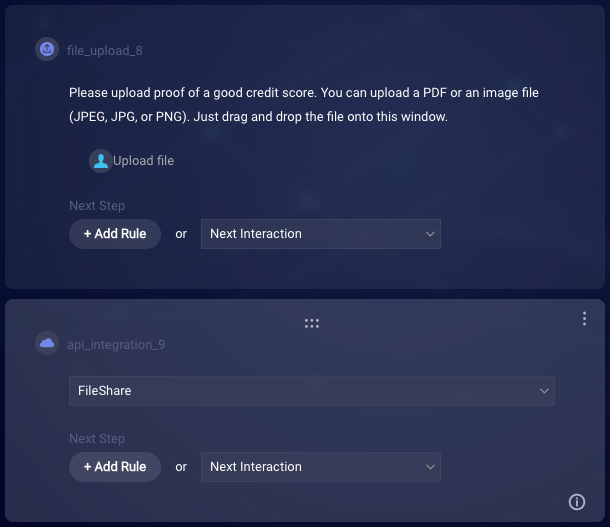 file_upload_8
Please upload proof of a good credit score. You can upload a PDF or an image file
(JPEG, JPG, or PNG). Just drag and drop the file onto this window.
Upload file
Next Step
+ Add Rule or Next Interaction
api_integration_9
FileShare
Next Step
+ Add Rule or Next Interaction